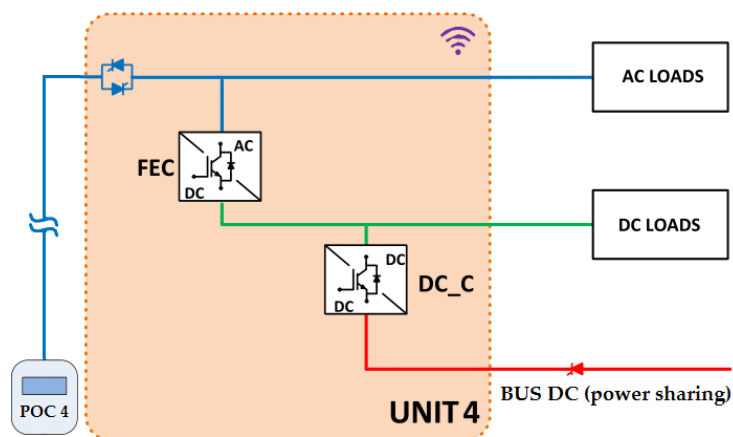 AC LOADS
FEC
AC
DC
DC LOADS
DC
DC
DC_C
POC 4
UNIT 4
BUS DC (power sharing)